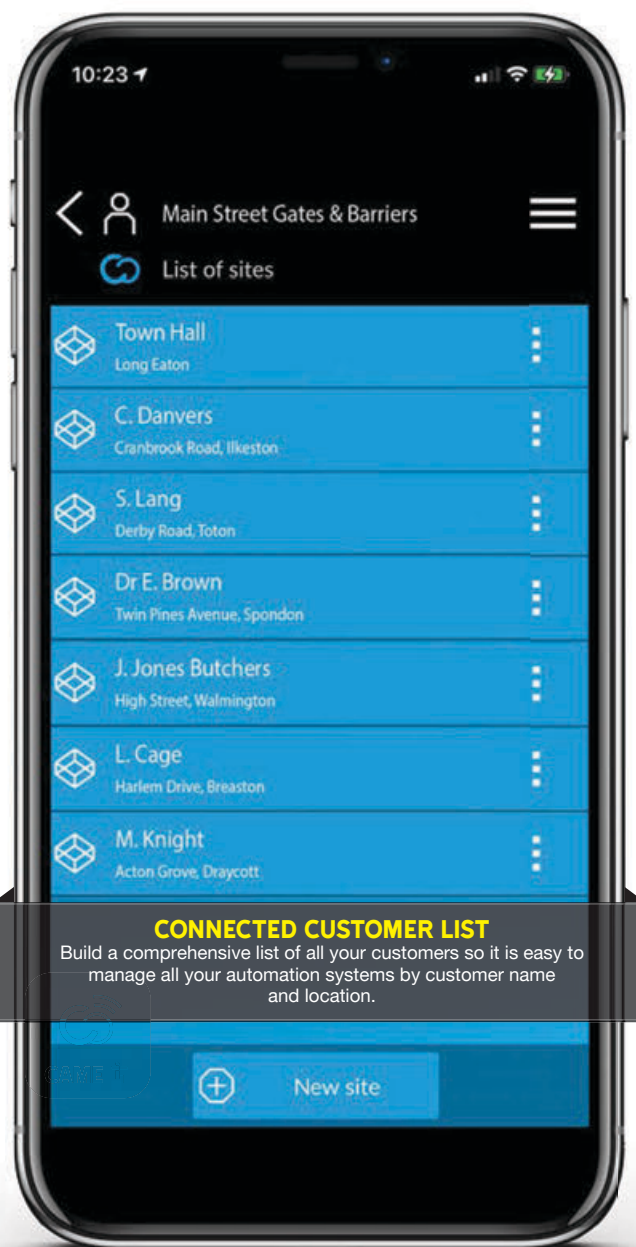 10:23
Main Street Gates & Barriers
List of sites
Town Hall
Long Eaton
C. Danvers
Cranbrook Road, Ilkeston
S. Lang
Derby Road, Toton
Dr E. Brown
Twin Pines Avenue, Spondon
J. Jones Butchers
High Street, Walmington
L. Cage
Harlem Drive, Breaston
M. Knight
Acton Grove, Draycott
CONNECTED CUSTOMER LIST
Build a comprehensive list of all your customers so it is easy to
manage all your automation systems by customer name
and location.
New site